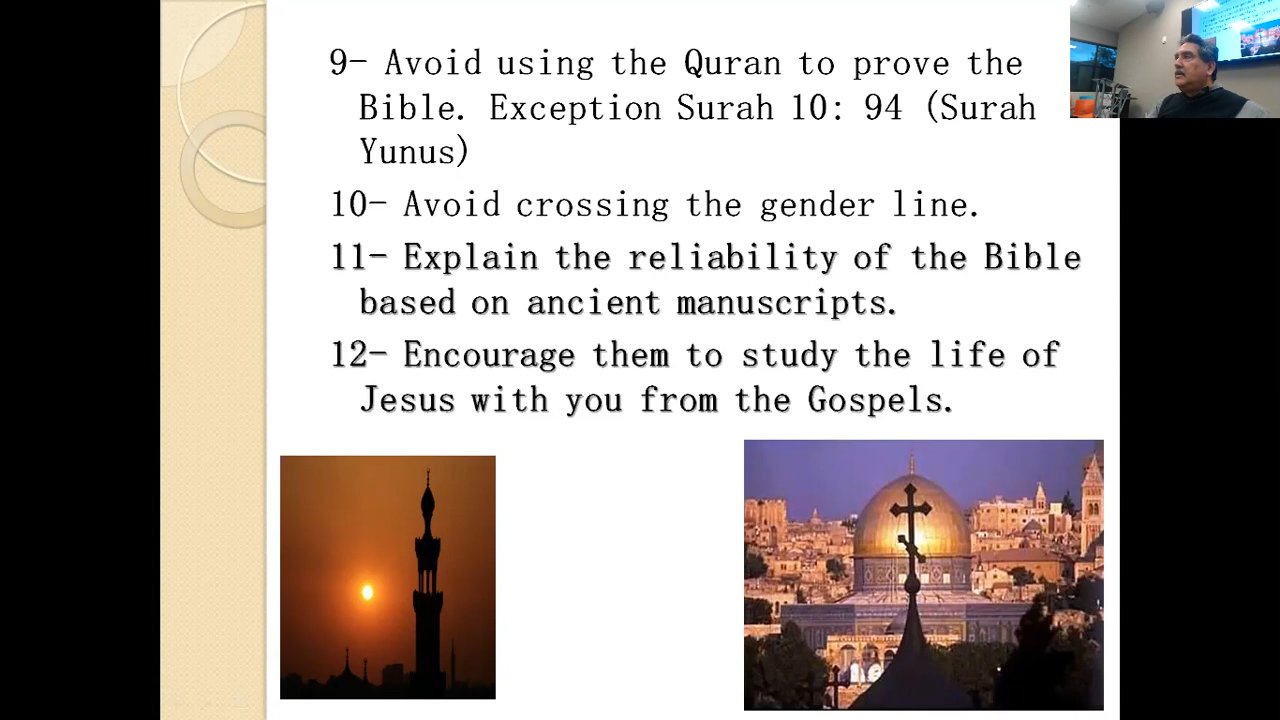 9- Avoid using the Quran to prove the
Bible. Exception Surah 10: 94 (Surah
Yunus)
10- Avoid crossing the gender line.
11- Explain the reliability of the Bible
based on ancient manuscripts.
12- Encourage them to study the life of
Jesus with you from the Gospels.